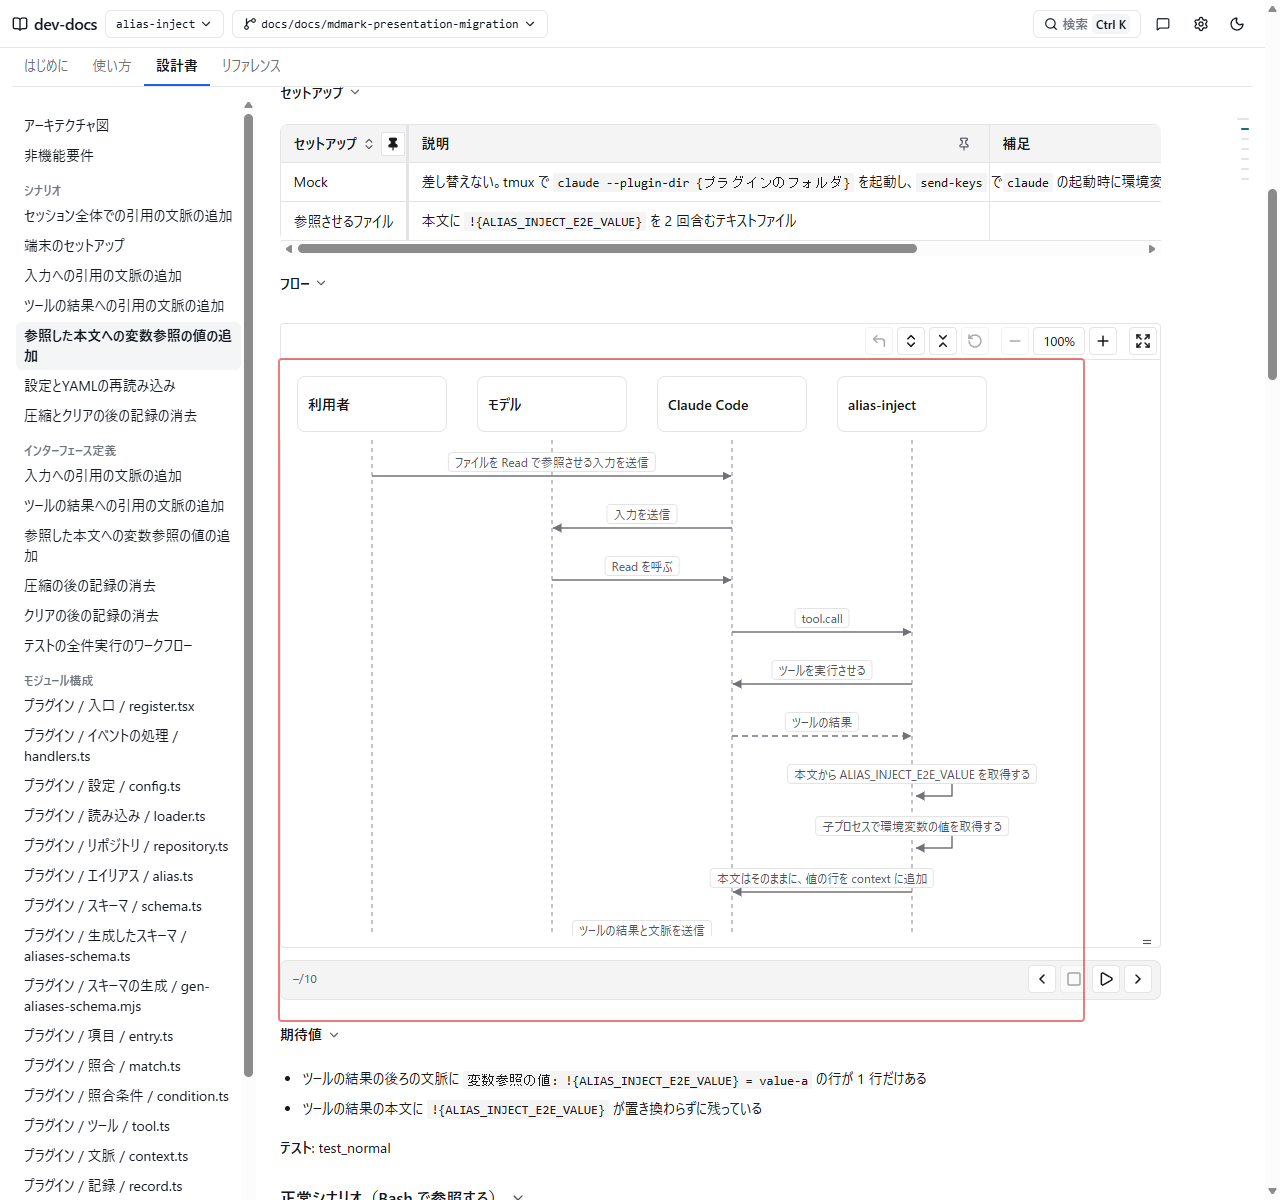 dev-docs
alias-inject
docs/docs/mdmark-presentation-migration
検索 Ctrl K
はじめに
使い方
設計書
リファレンス
アーキテクチャ図
非機能要件
シナリオ
セッション全体での引用の文脈の追加
端末のセットアップ
入力への引用の文脈の追加
ツールの結果への引用の文脈の追加
参照した本文への変数参照の値の追
加
設定とYAMLの再読み込み
圧縮とクリアの後の記録の消去
インターフェース定義
入力への引用の文脈の追加
ツールの結果への引用の文脈の追加
参照した本文への変数参照の値の追
加
圧縮の後の記録の消去
クリアの後の記録の消去
テストの全件実行のワークフロー
モジュール構成
プラグイン / 入口 / register.tsx
プラグイン / イベントの処理 /
handlers.ts
プラグイン / 設定 / config.ts
プラグイン / 読み込み / loader.ts
プラグイン / リポジトリ / repository.ts
プラグイン / エイリアス / alias.ts
プラグイン / スキーマ / schema.ts
プラグイン / 生成したスキーマ /
aliases-schema.ts
プラグイン / スキーマの生成 / gen-
aliases-schema.mjs
プラグイン / 項目 / entry.ts
プラグイン / 照合 / match.ts
プラグイン / 照合条件 / condition.ts
プラグイン / ツール / tool.ts
プラグイン / 文脈 / context.ts
プラグイン / 記録 / record.ts
セットアップ
セットアップ 説明 補足
Mock 差し替えない。tmux で claude --plugin-dir {プラグインのフォルダ} を起動し、send-keys で claude の起動時に環境変
参照させるファイル 本文に !{ALIAS_INJECT_E2E_VALUE} を 2 回含むテキストファイル
フロー
100%
利用者 モデル Claude Code alias-inject
ファイルを Read で参照させる入力を送信
入力を送信
Read を呼ぶ
tool.call
ツールを実行させる
ツールの結果
本文から ALIAS_INJECT_E2E_VALUE を取得する
子プロセスで環境変数の値を取得する
本文はそのままに、値の行を context に追加
ツールの結果と文脈を送信
–/10
期待値
ツールの結果の後ろの文脈に 変数参照の値: !{ALIAS_INJECT_E2E_VALUE} = value-a の行が 1 行だけある
ツールの結果の本文に !{ALIAS_INJECT_E2E_VALUE} が置き換わらずに残っている
テスト: test_normal
正常シナリオ（Bash で参照する）